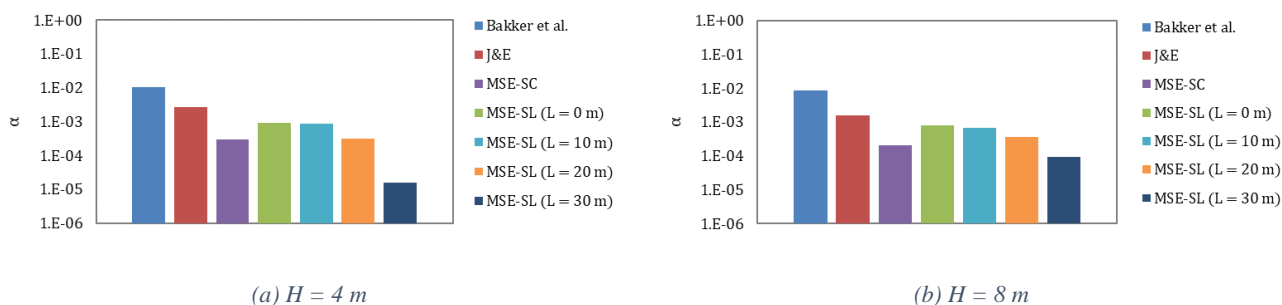 1.E+00
1.E-01
1.E-02
1.E-03
1.E-04
1.E-05
1.E-06
α
Bakker et al.
J&E
MSE-SC
MSE-SL (L = 0 m)
MSE-SL (L = 10 m)
MSE-SL (L = 20 m)
MSE-SL (L = 30 m)
(a) H = 4 m
1.E+00
1.E-01
1.E-02
1.E-03
1.E-04
1.E-05
1.E-06
α
Bakker et al.
J&E
MSE-SC
MSE-SL (L = 0 m)
MSE-SL (L = 10 m)
MSE-SL (L = 20 m)
MSE-SL (L = 30 m)
(b) H = 8 m